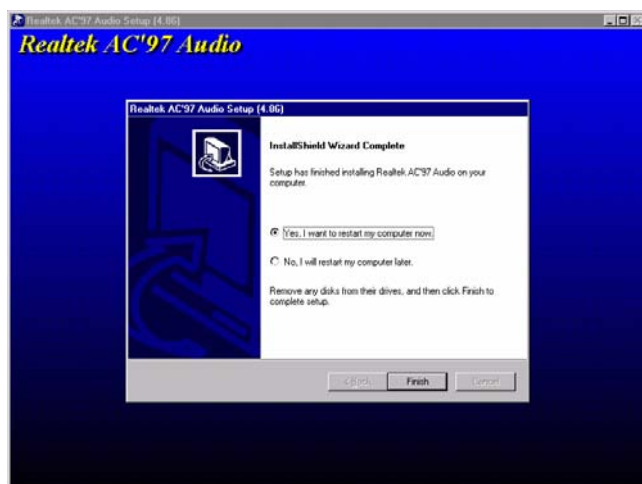 Realtek AC'97 Audio Setup (4.86)
Realtek AC'97 Audio
Realtek AC'97 Audio Setup (4.86)
InstallShield Wizard Complete
Setup has finished installing Realtek AC'97 Audio on your
computer.
Yes, I want to restart my computer now.
No, I will restart my computer later.
Remove any disks from their drives, and then click Finish to
complete setup.
< Back
Finish
Cancel